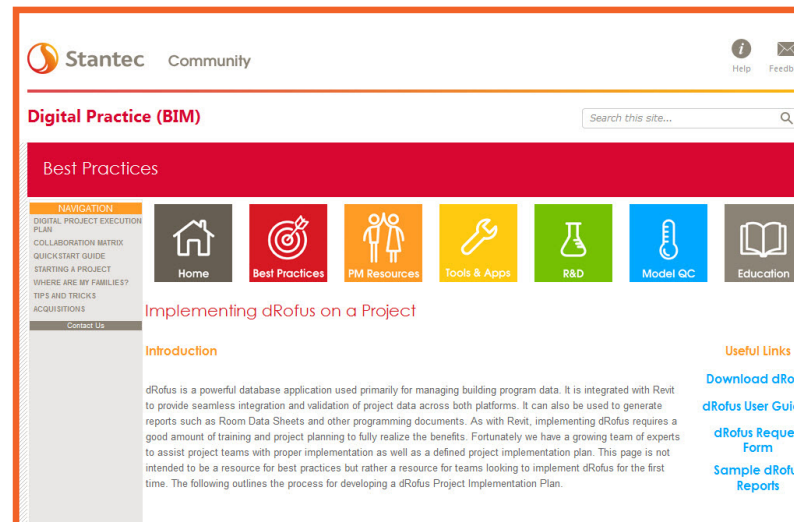 Stantec Community
Help
Digital Practice (BIM)
Search this site...
Best Practices
NAVIGATION
DIGITAL PROJECT EXECUTION
PLAN
COLLABORATION MATRIX
QUICKSTART GUIDE
STARTING A PROJECT
WHERE ARE MY FAMILIES?
TIPS AND TRICKS
ACQUISITIONS
Contact Us
Home
Best Practices
PM Resources
Tools & Apps
R&D
Model QC
Education
Implementing dRofus on a Project
Introduction
dRofus is a powerful database application used primarily for managing building program data. It is integrated with Revit
to provide seamless integration and validation of project data across both platforms. It can also be used to generate
reports such as Room Data Sheets and other programming documents. As with Revit, implementing dRofus requires a
good amount of training and project planning to fully realize the benefits. Fortunately we have a growing team of experts
to assist project teams with proper implementation as well as a defined project implementation plan. This page is not
intended to be a resource for best practices but rather a resource for teams looking to implement dRofus for the first
time. The following outlines the process for developing a dRofus Project Implementation Plan.
Useful Links
Download
dRofus User
dRofus
Form
Sample
Reports